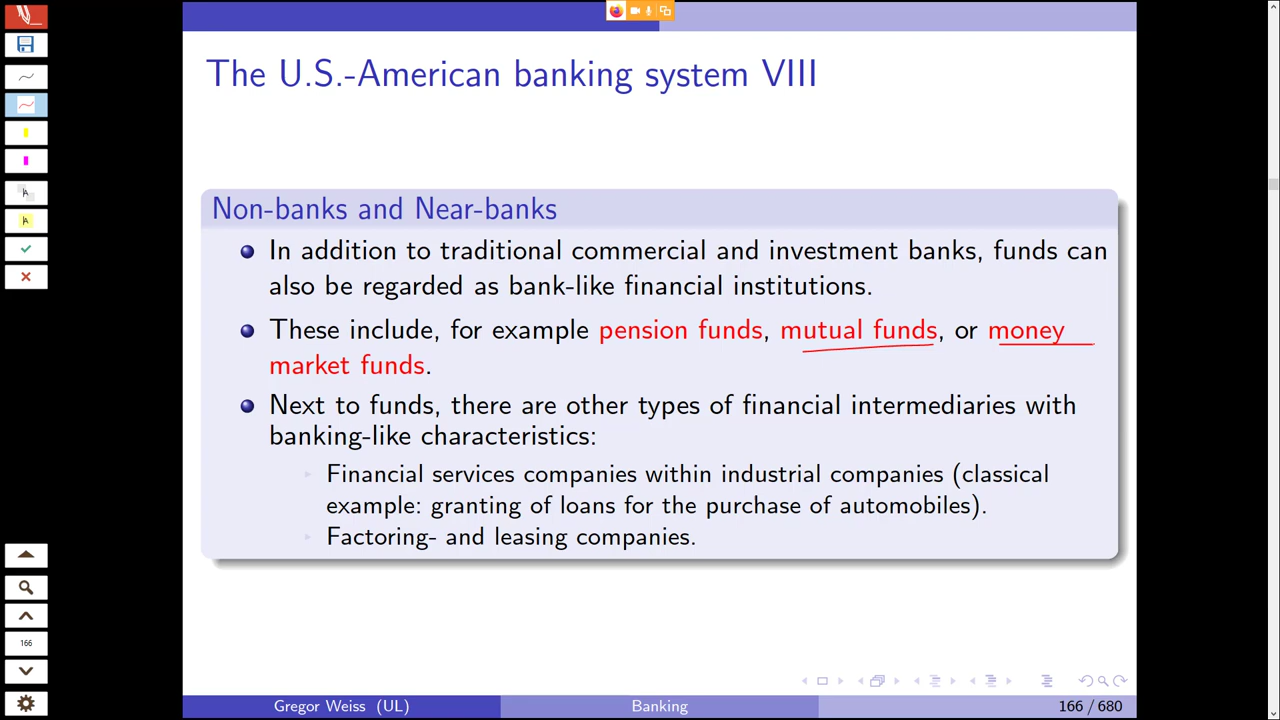 The U.S.-American banking system VIII
Non-banks and Near-banks
In addition to traditional commercial and investment banks, funds can
also be regarded as bank-like financial institutions.
These include, for example pension funds, mutual funds, or money
market funds.
Next to funds, there are other types of financial intermediaries with
banking-like characteristics:
Financial services companies within industrial companies (classical
example: granting of loans for the purchase of automobiles).
Factoring- and leasing companies.
166
Gregor Weiss (UL) Banking 166 / 680